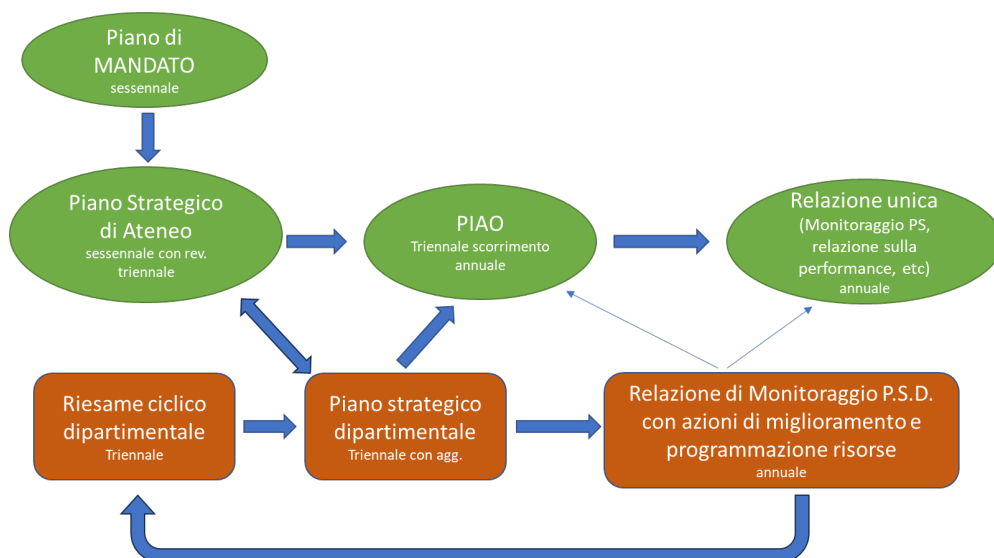 Piano di
MANDATO
sessennale
Piano Strategico
di Ateneo
sessennale con rev.
triennale
PIAO
Triennale scorrimento
annuale
Relazione unica
(Monitoraggio PS,
relazione sulla
performance, etc)
annuale
Riesame ciclico
dipartimentale
Triennale
Piano strategico
dipartimentale
Triennale con agg.
Relazione di Monitoraggio P.S.D.
con azioni di miglioramento e
programmazione risorse
annuale